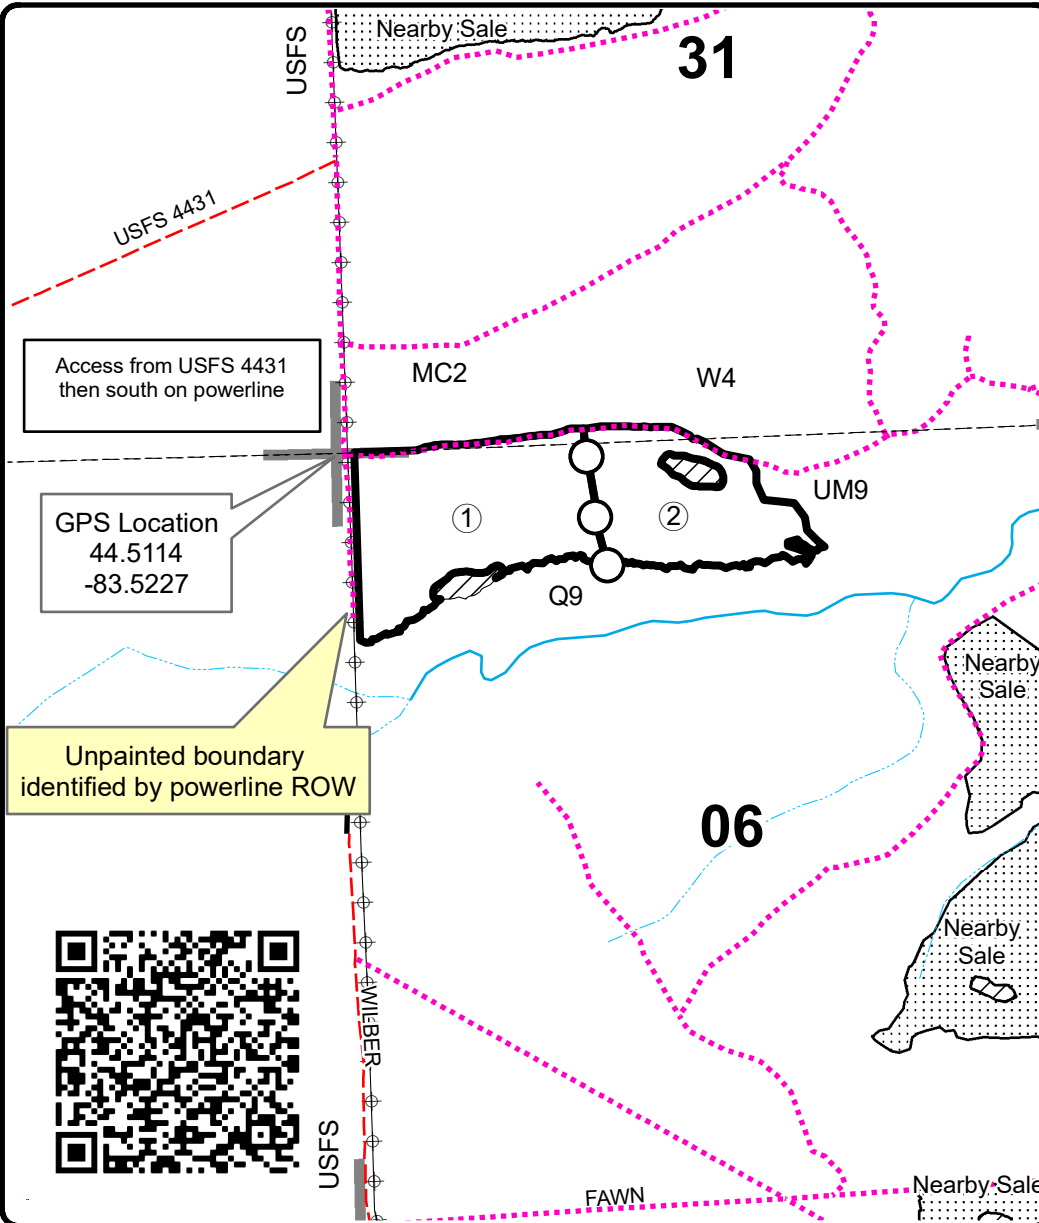 Nearby Sale
31
USFS
USFS 4431
Access from USFS 4431
then south on powerline
MC2
W4
GPS Location
44.5114
-83.5227
1
2
UM9
Q9
Nearby
Sale
Unpainted boundary
identified by powerline ROW
06
Nearby
Sale
WILBER
USFS
FAWN
Nearby Sale